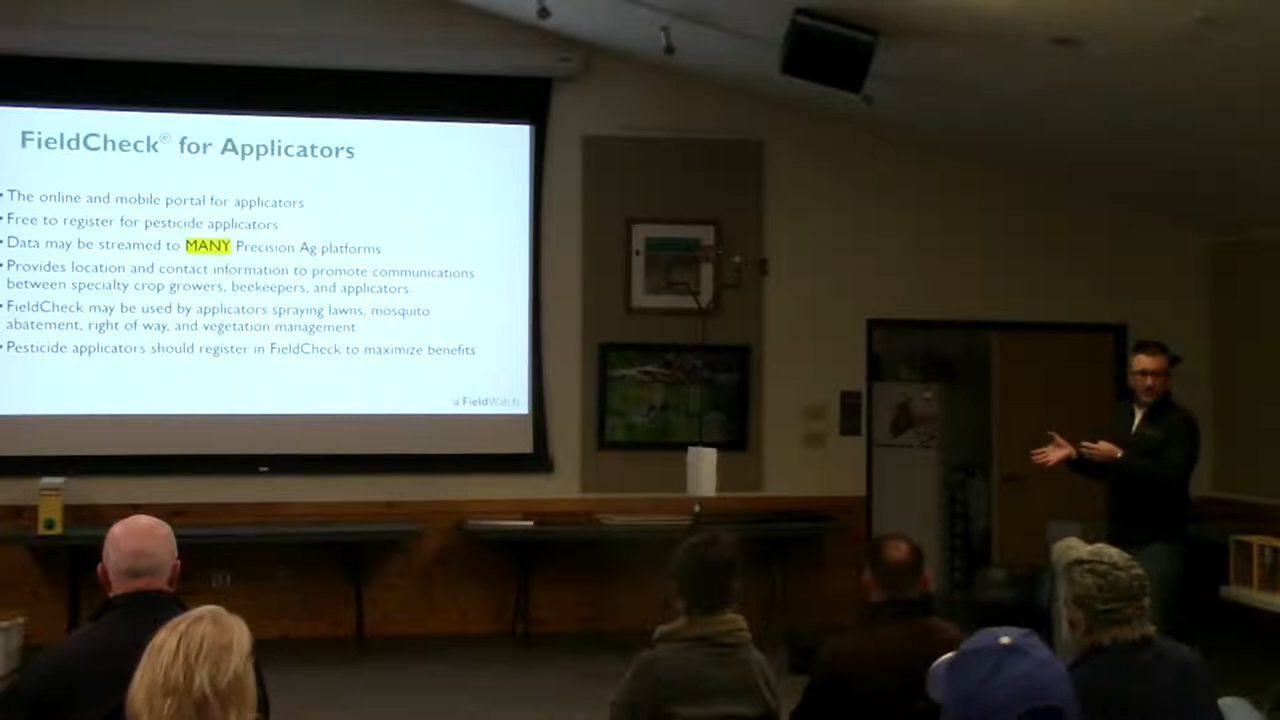 FieldCheck® for Applicators
• The online and mobile portal for applicators
• Free to register for pesticide applicators
• Data may be streamed to MANY Precision Ag platforms
• Provides location and contact information to promote communications
between specialty crop growers, beekeepers, and applicators
• FieldCheck may be used by applicators spraying lawns, mosquito
abatement, right of way, and vegetation management
• Pesticide applicators should register in FieldCheck to maximize benefits
FieldWatch